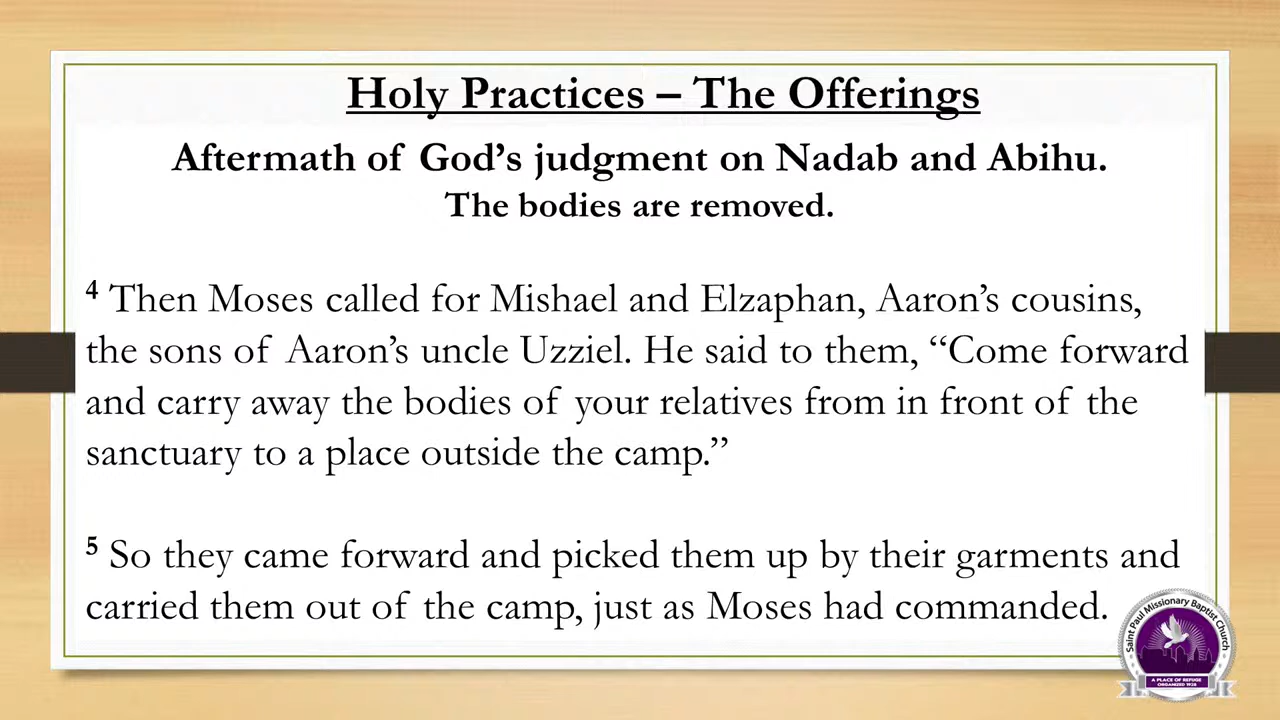 Holy Practices – The Offerings
Aftermath of God’s judgment on Nadab and Abihu.
The bodies are removed.
4 Then Moses called for Mishael and Elzaphan, Aaron’s cousins,
the sons of Aaron’s uncle Uzziel. He said to them, “Come forward
and carry away the bodies of your relatives from in front of the
sanctuary to a place outside the camp.”
5 So they came forward and picked them up by their garments and
carried them out of the camp, just as Moses had commanded.
Saint Paul Missionary Baptist Church
A PLACE OF REFUGE
ORGANIZED 1928